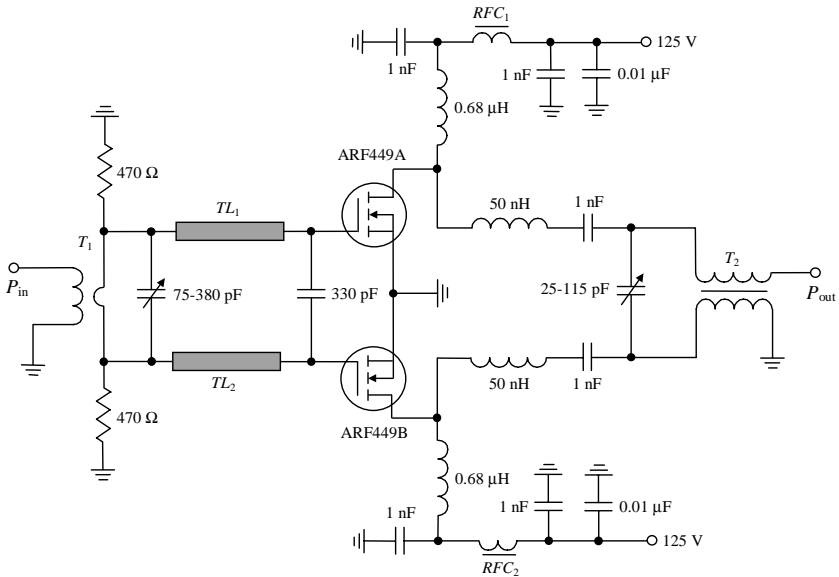 RFC1
125 V
1 nF
1 nF
0.01 µF
0.68 µH
ARF449A
470 Ω
TL1
50 nH
1 nF
T1
T2
Pin
75-380 pF
330 pF
25-115 pF
Pout
TL2
50 nH
1 nF
470 Ω
ARF449B
0.68 µH
1 nF
1 nF
0.01 µF
125 V
RFC2